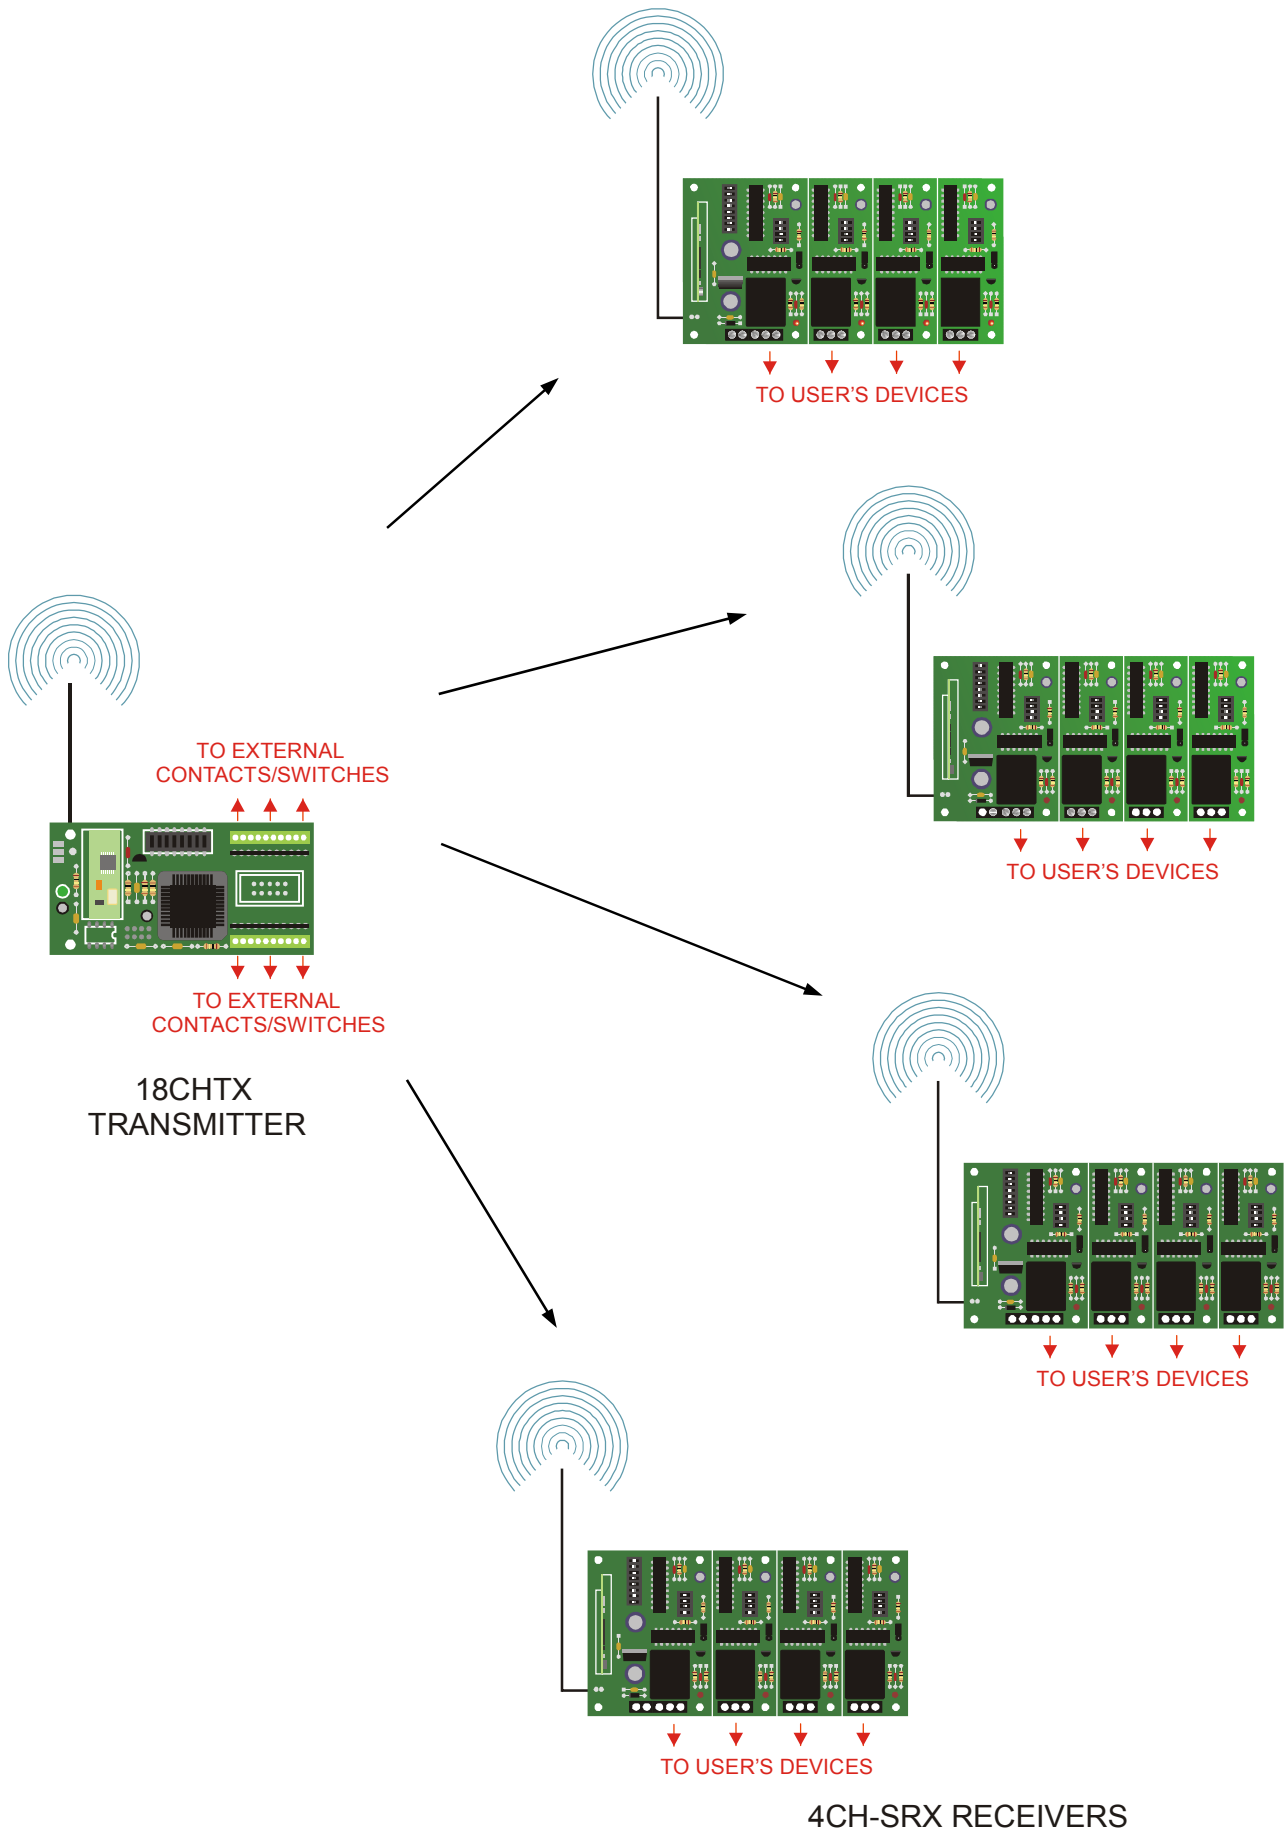 TO USER'S DEVICES
TO EXTERNAL
CONTACTS/SWITCHES
TO USER'S DEVICES
TO EXTERNAL
CONTACTS/SWITCHES
18CHTX
TRANSMITTER
TO USER'S DEVICES
TO USER'S DEVICES
4CH-SRX RECEIVERS